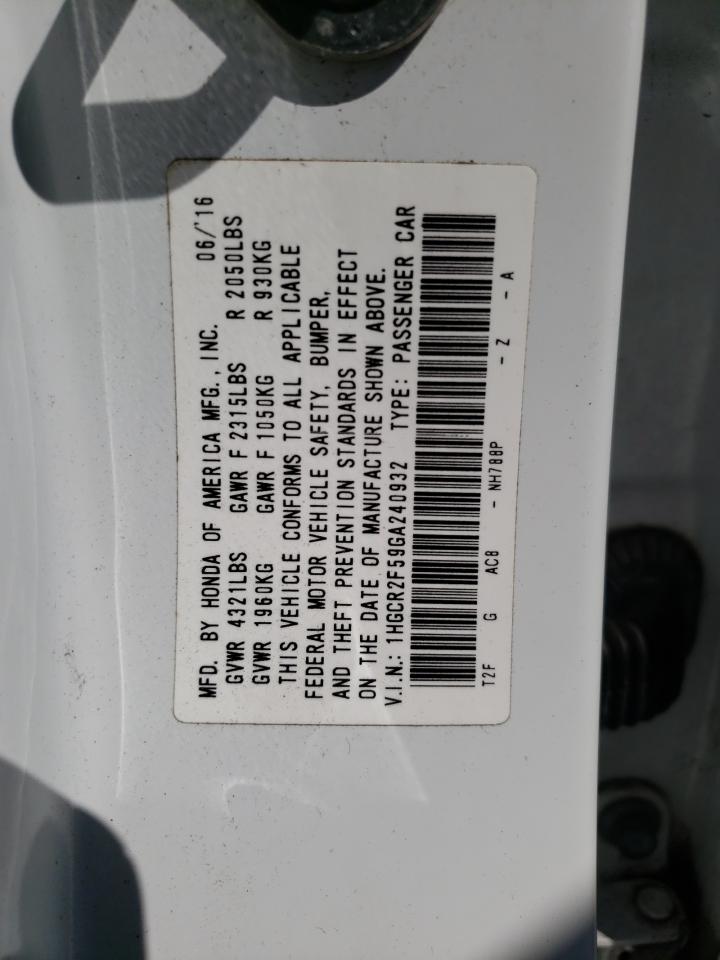 MFD. BY HONDA OF AMERICA MFG., INC. 06/'16
GVWR 4321LBS GAWR F 2315LBS R 2050LBS
GVWR 1960KG GAWR F 1050KG R 930KG
THIS VEHICLE CONFORMS TO ALL APPLICABLE
FEDERAL MOTOR VEHICLE SAFETY, BUMPER,
AND THEFT PREVENTION STANDARDS IN EFFECT
ON THE DATE OF MANUFACTURE SHOWN ABOVE.
V.I.N.: 1HGCR2F59GA240932 TYPE: PASSENGER CAR
T2F G AC8 - NH788P - Z - A